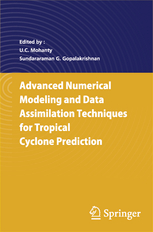 Edited by :
U.C. Mohanty
Sundararaman G. Gopalakrishnan
Advanced Numerical
Modeling and Data
Assimilation Techniques
for Tropical
Cyclone Prediction
Springer